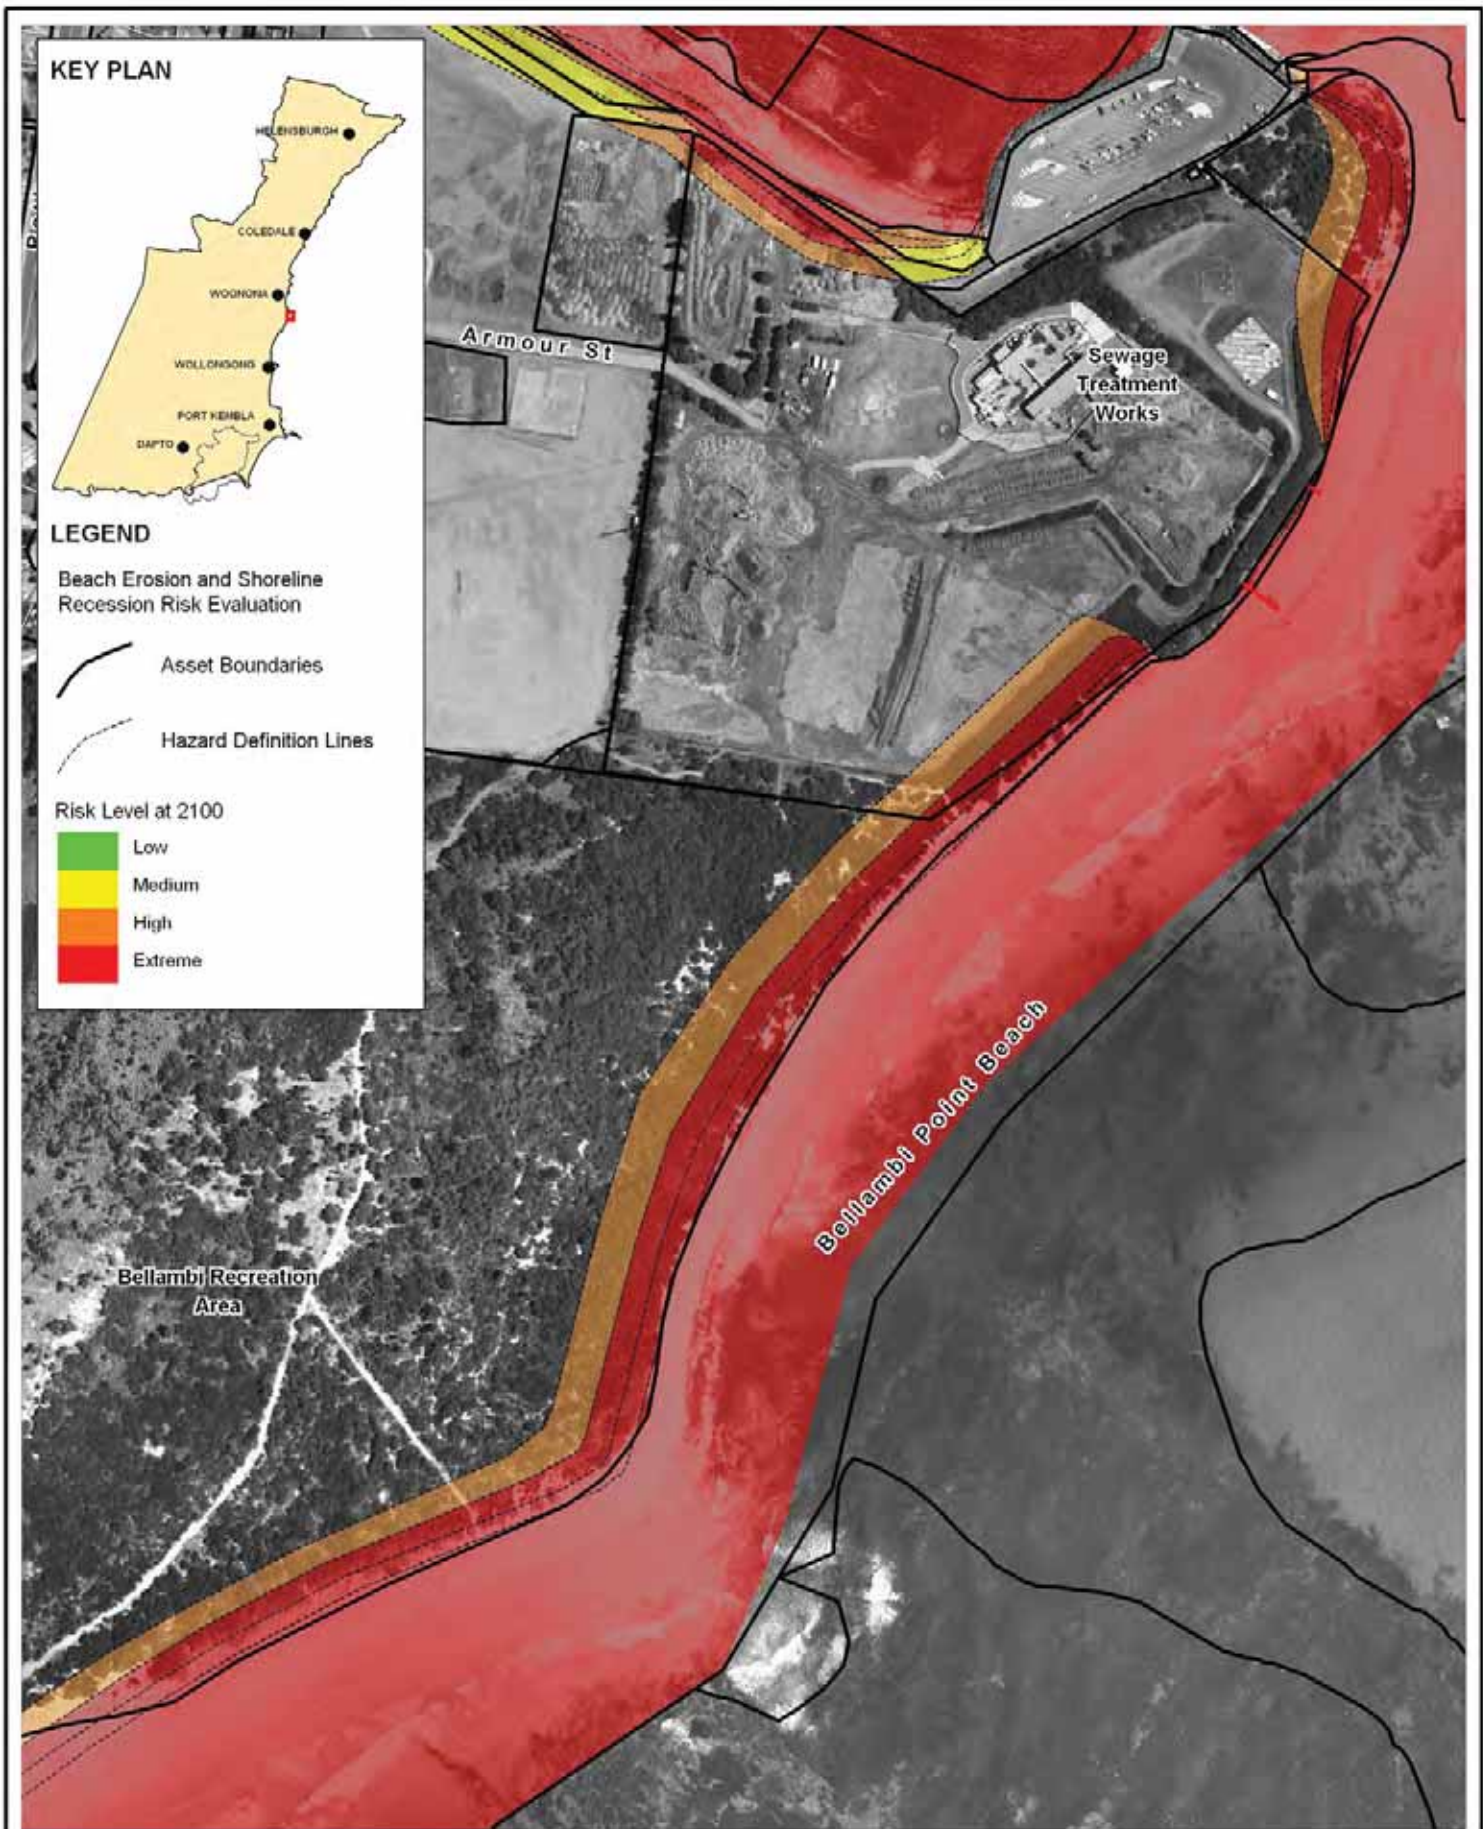 KEY PLAN
HELENSBURGH
COLEDALE
WOONONA
WOLLONGONG
PORT KEMBLA
DAPTO
LEGEND
Beach Erosion and Shoreline
Recession Risk Evaluation
Asset Boundaries
Hazard Definition Lines
Risk Level at 2100
Low
Medium
High
Extreme
Armour St
Sewage
Treatment
Works
Bellambi Point Beach
Bellambi Recreation
Area